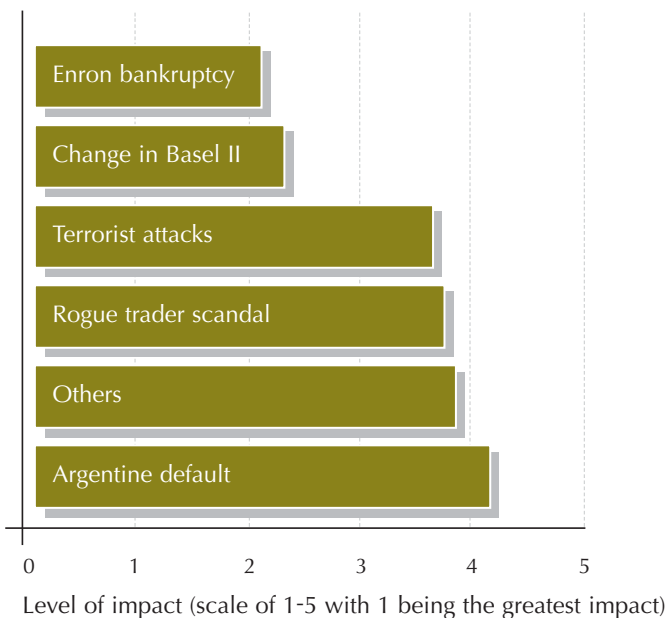 Enron bankruptcy
Change in Basel II
Terrorist attacks
Rogue trader scandal
Others
Argentine default
0 1 2 3 4 5
Level of impact (scale of 1-5 with 1 being the greatest impact)